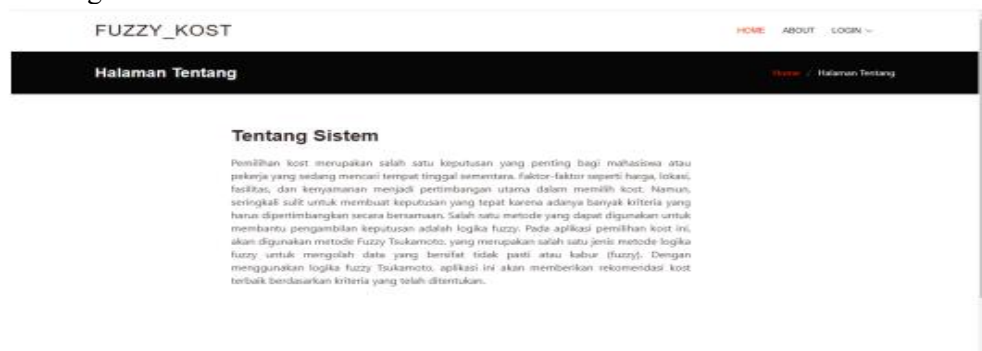 FUZZY_KOST
HOME ABOUT LOGIN
Halaman Tentang
Home / Halaman Tentang
Tentang Sistem
Pemilihan kost merupakan salah satu keputusan yang penting bagi mahasiswa atau
pekerja yang sedang mencari tempat tinggal sementara. Faktor-faktor seperti harga, lokasi,
fasilitas, dan kenyamanan menjadi pertimbangan utama dalam memilih kost. Namun,
seringkali sulit untuk membuat keputusan yang tepat karena adanya banyak kriteria yang
harus dipertimbangkan secara bersamaan. Salah satu metode yang dapat digunakan untuk
membantu pengambilan keputusan adalah logika fuzzy. Pada aplikasi pemilihan kost ini,
akan digunakan metode Fuzzy Tsukamoto, yang merupakan salah satu jenis metode logika
fuzzy untuk mengolah data yang bersifat tidak pasti atau kabur (fuzzy). Dengan
menggunakan logika fuzzy Tsukamoto, aplikasi ini akan memberikan rekomendasi kost
terbaik berdasarkan kriteria yang telah ditentukan.